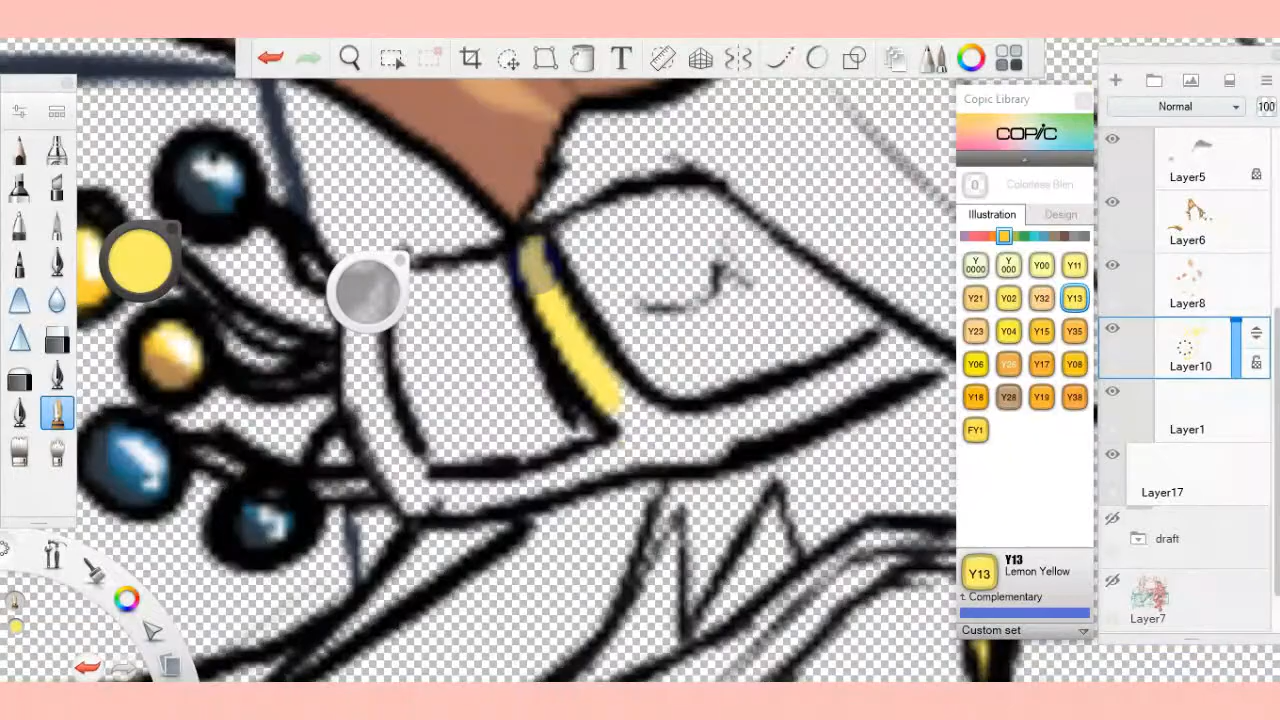 T
Normal
100
Copic Library
COPIC
0 Colorless Blen
Illustration Design
Y 0000 Y 000 Y00 Y11
Y21 Y02 Y32 Y13
Y23 Y04 Y15 Y35
Y06 Y26 Y17 Y08
Y18 Y28 Y19 Y38
FY1
Y13
Y13
Lemon Yellow
Complementary
Custom set
Layer5
Layer6
Layer8
Layer10
Layer1
Layer17
draft
Layer7